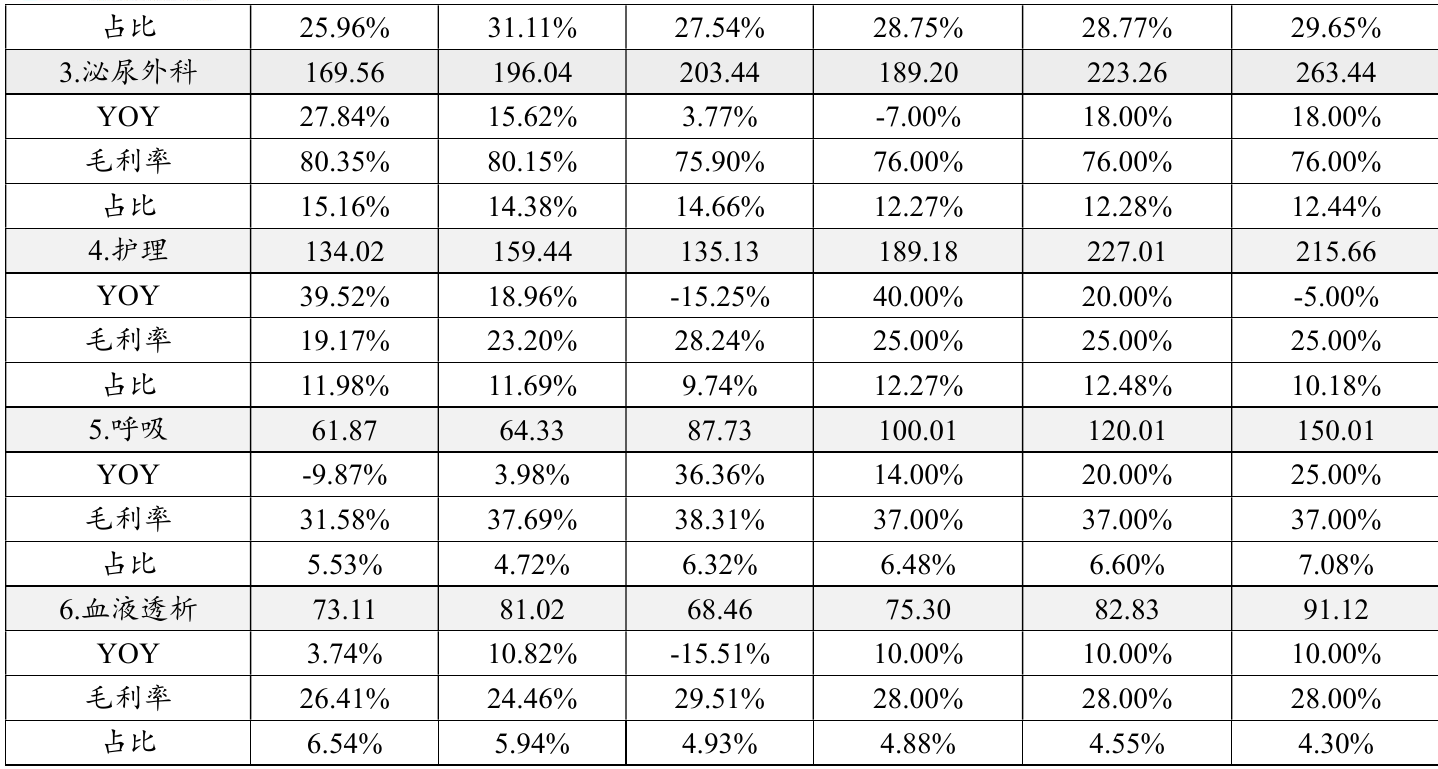 占比 25.96% 31.11% 27.54% 28.75% 28.77% 29.65%
3.泌尿外科 169.56 196.04 203.44 189.20 223.26 263.44
YOY 27.84% 15.62% 3.77% -7.00% 18.00% 18.00%
毛利率 80.35% 80.15% 75.90% 76.00% 76.00% 76.00%
占比 15.16% 14.38% 14.66% 12.27% 12.28% 12.44%
4.护理 134.02 159.44 135.13 189.18 227.01 215.66
YOY 39.52% 18.96% -15.25% 40.00% 20.00% -5.00%
毛利率 19.17% 23.20% 28.24% 25.00% 25.00% 25.00%
占比 11.98% 11.69% 9.74% 12.27% 12.48% 10.18%
5.呼吸 61.87 64.33 87.73 100.01 120.01 150.01
YOY -9.87% 3.98% 36.36% 14.00% 20.00% 25.00%
毛利率 31.58% 37.69% 38.31% 37.00% 37.00% 37.00%
占比 5.53% 4.72% 6.32% 6.48% 6.60% 7.08%
6.血液透析 73.11 81.02 68.46 75.30 82.83 91.12
YOY 3.74% 10.82% -15.51% 10.00% 10.00% 10.00%
毛利率 26.41% 24.46% 29.51% 28.00% 28.00% 28.00%
占比 6.54% 5.94% 4.93% 4.88% 4.55% 4.30%